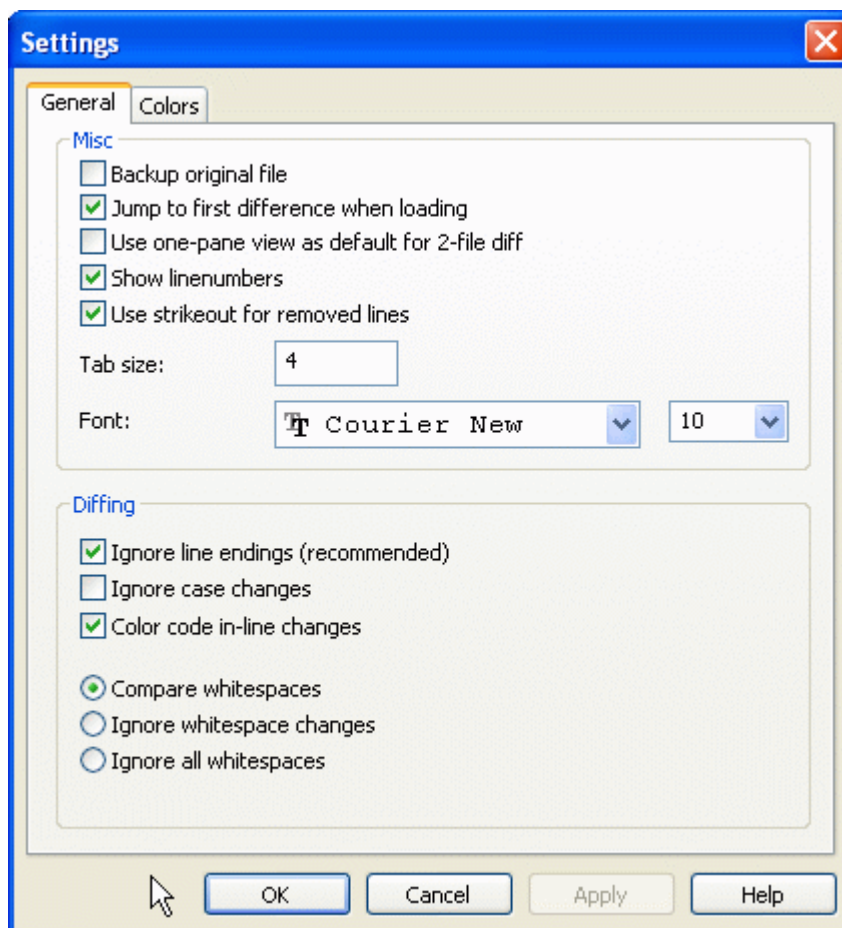 Settings
General Colors
Misc
Backup original file
Jump to first difference when loading
Use one-pane view as default for 2-file diff
Show linenumbers
Use strikeout for removed lines
Tab size: 4
Font: Courier New 10
Diffing
Ignore line endings (recommended)
Ignore case changes
Color code in-line changes
Compare whitespaces
Ignore whitespace changes
Ignore all whitespaces
OK Cancel Apply Help